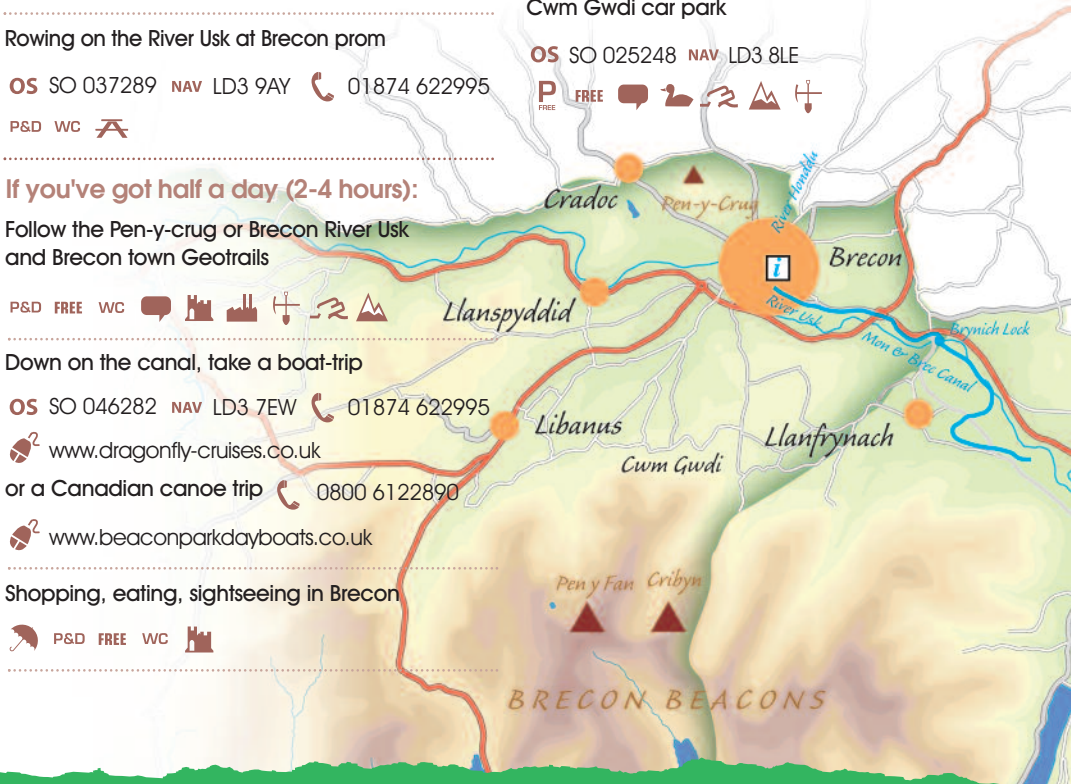 Rowing on the River Usk at Brecon prom
OS SO 037289 NAV LD3 9AY 01874 622995
P&D WC
If you've got half a day (2-4 hours):
Follow the Pen-y-crug or Brecon River Usk
and Brecon town Geotrails
P&D FREE WC
Down on the canal, take a boat-trip
OS SO 046282 NAV LD3 7EW 01874 622995
www.dragonfly-cruises.co.uk
or a Canadian canoe trip 0800 6122890
www.beaconparkdayboats.co.uk
Shopping, eating, sightseeing in Brecon
P&D FREE WC
Cwm Gwdi car park
OS SO 025248 NAV LD3 8LE
P FREE FREE
River Honddu
Cradoc
Pen-y-Crug
Brecon
i
Llanspyddid
River Usk
Brynich Lock
Mon & Brec Canal
Libanus
Llanfrynach
Cwm Gwdi
Pen y Fan
Cribyn
BRECON BEACONS